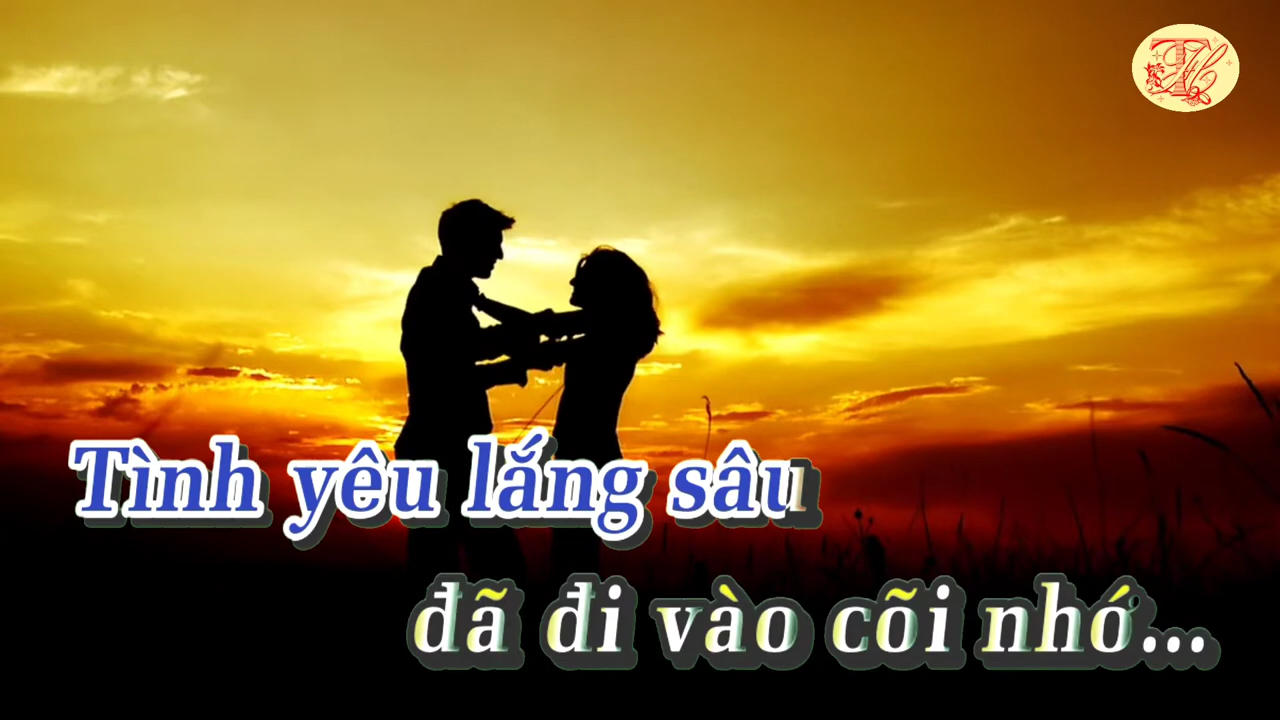 Tình yêu lắng sâu
đã đi vào cõi nhớ...